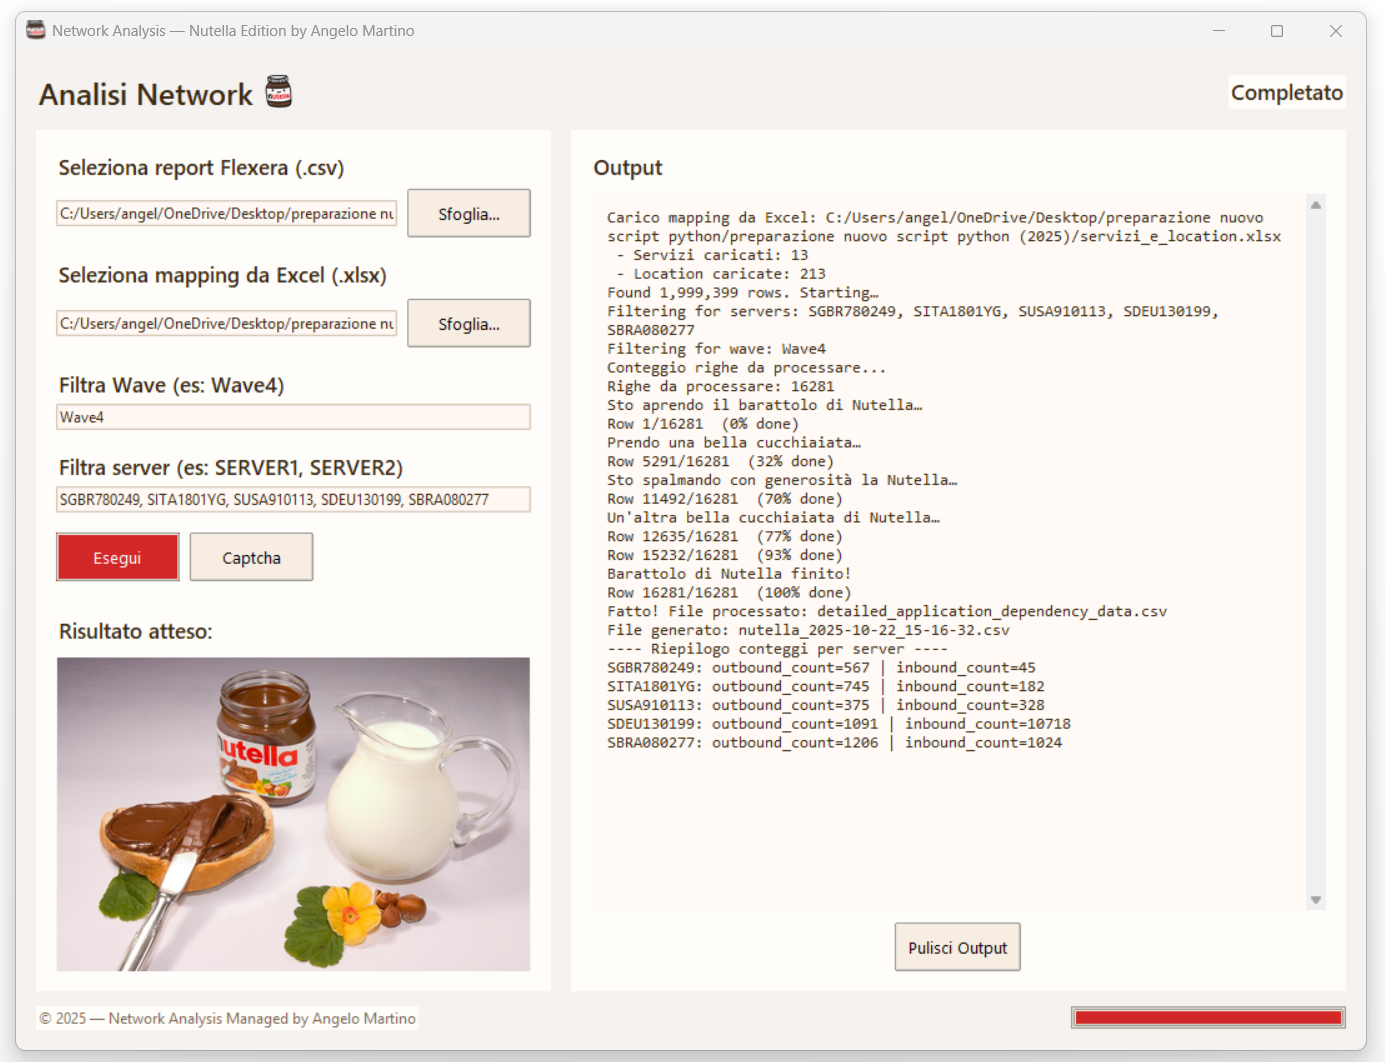 Network Analysis — Nutella Edition by Angelo Martino
Analisi Network
Completato
Seleziona report Flexera (.csv)
C:/Users/angel/OneDrive/Desktop/preparazione nu
Sfoglia...
Seleziona mapping da Excel (.xlsx)
C:/Users/angel/OneDrive/Desktop/preparazione nu
Sfoglia...
Filtra Wave (es: Wave4)
Wave4
Filtra server (es: SERVER1, SERVER2)
SGBR780249, SITA1801YG, SUSA910113, SDEU130199, SBRA080277
Esegui
Captcha
Risultato atteso:
nutella
Output
Carico mapping da Excel: C:/Users/angel/OneDrive/Desktop/preparazione nuovo
script python/preparazione nuovo script python (2025)/servizi_e_location.xlsx
- Servizi caricati: 13
- Location caricate: 213
Found 1,999,399 rows. Starting…
Filtering for servers: SGBR780249, SITA1801YG, SUSA910113, SDEU130199,
SBRA080277
Filtering for wave: Wave4
Conteggio righe da processare...
Righe da processare: 16281
Sto aprendo il barattolo di Nutella…
Row 1/16281  (0% done)
Prendo una bella cucchiaiata…
Row 5291/16281  (32% done)
Sto spalmando con generosità la Nutella…
Row 11492/16281  (70% done)
Un'altra bella cucchiaiata di Nutella…
Row 12635/16281  (77% done)
Row 15232/16281  (93% done)
Barattolo di Nutella finito!
Row 16281/16281  (100% done)
Fatto! File processato: detailed_application_dependency_data.csv
File generato: nutella_2025-10-22_15-16-32.csv
---- Riepilogo conteggi per server ----
SGBR780249: outbound_count=567 | inbound_count=45
SITA1801YG: outbound_count=745 | inbound_count=182
SUSA910113: outbound_count=375 | inbound_count=328
SDEU130199: outbound_count=1091 | inbound_count=10718
SBRA080277: outbound_count=1206 | inbound_count=1024
Pulisci Output
© 2025 — Network Analysis Managed by Angelo Martino